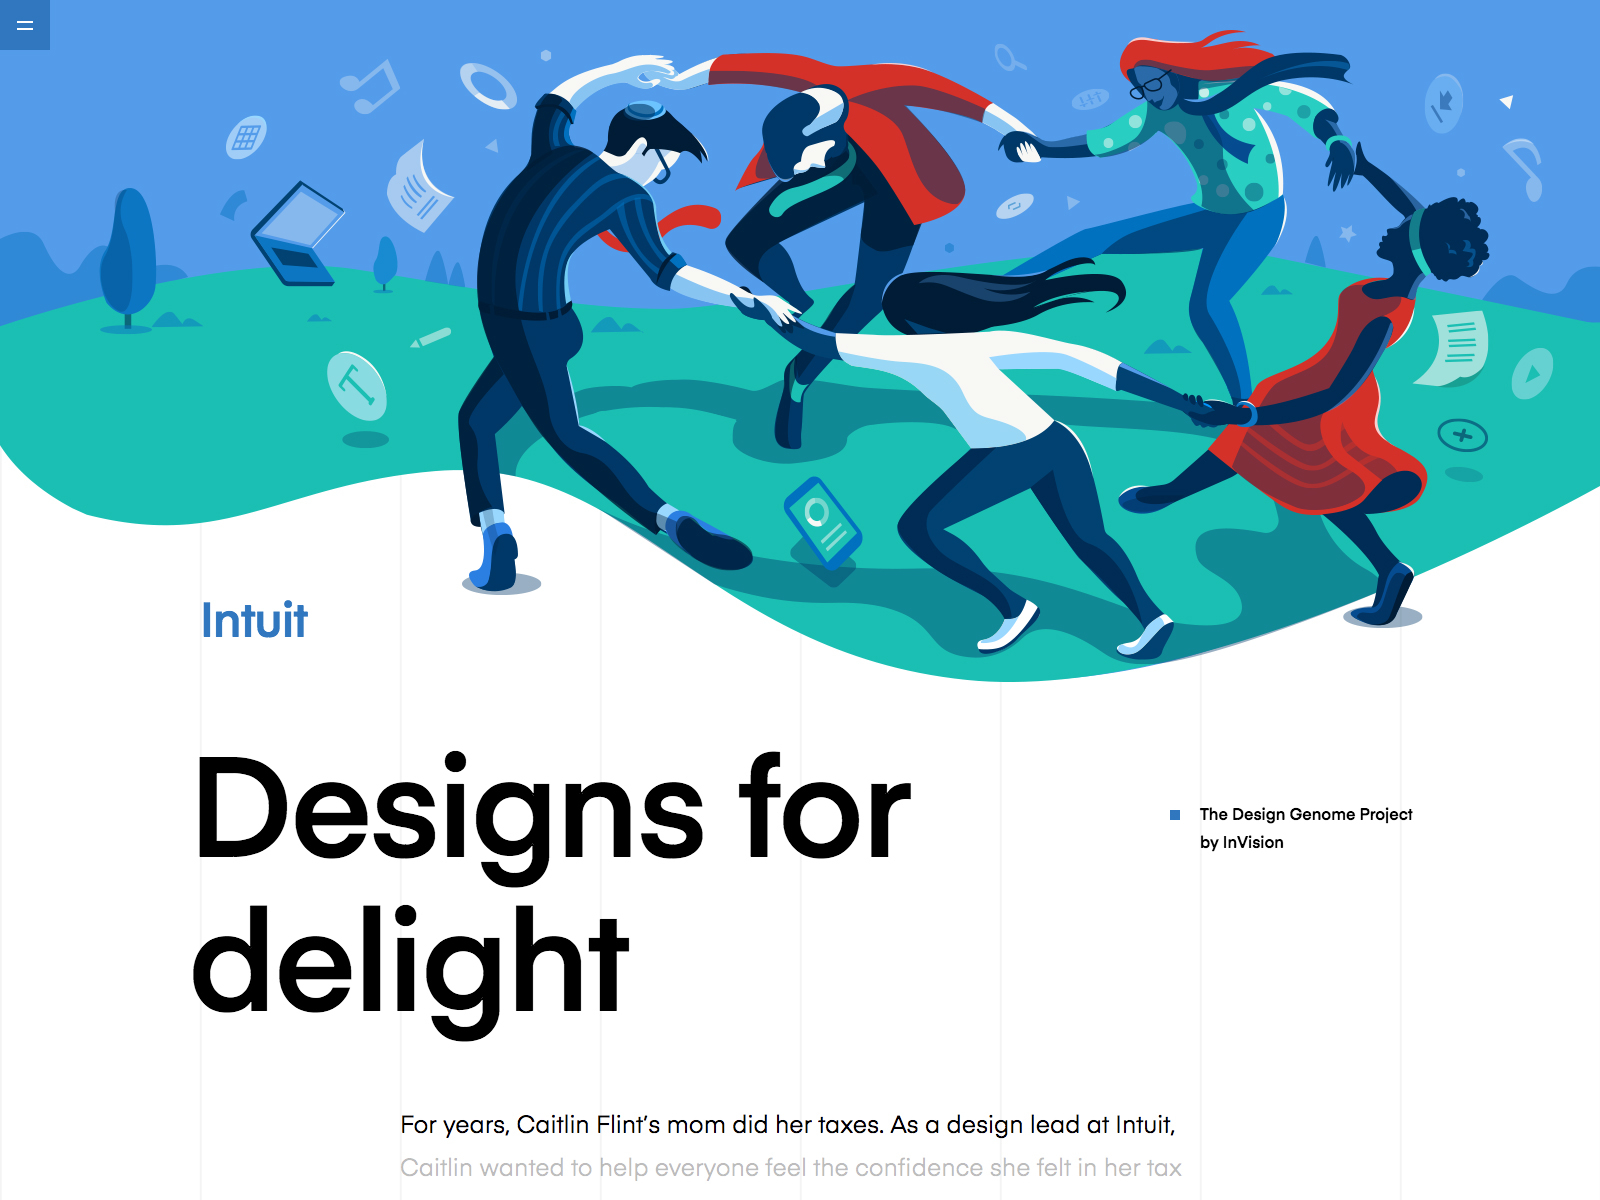 Intuit
Designs for
delight
The Design Genome Project
by InVision
For years, Caitlin Flint’s mom did her taxes. As a design lead at Intuit,
Caitlin wanted to help everyone feel the confidence she felt in her tax